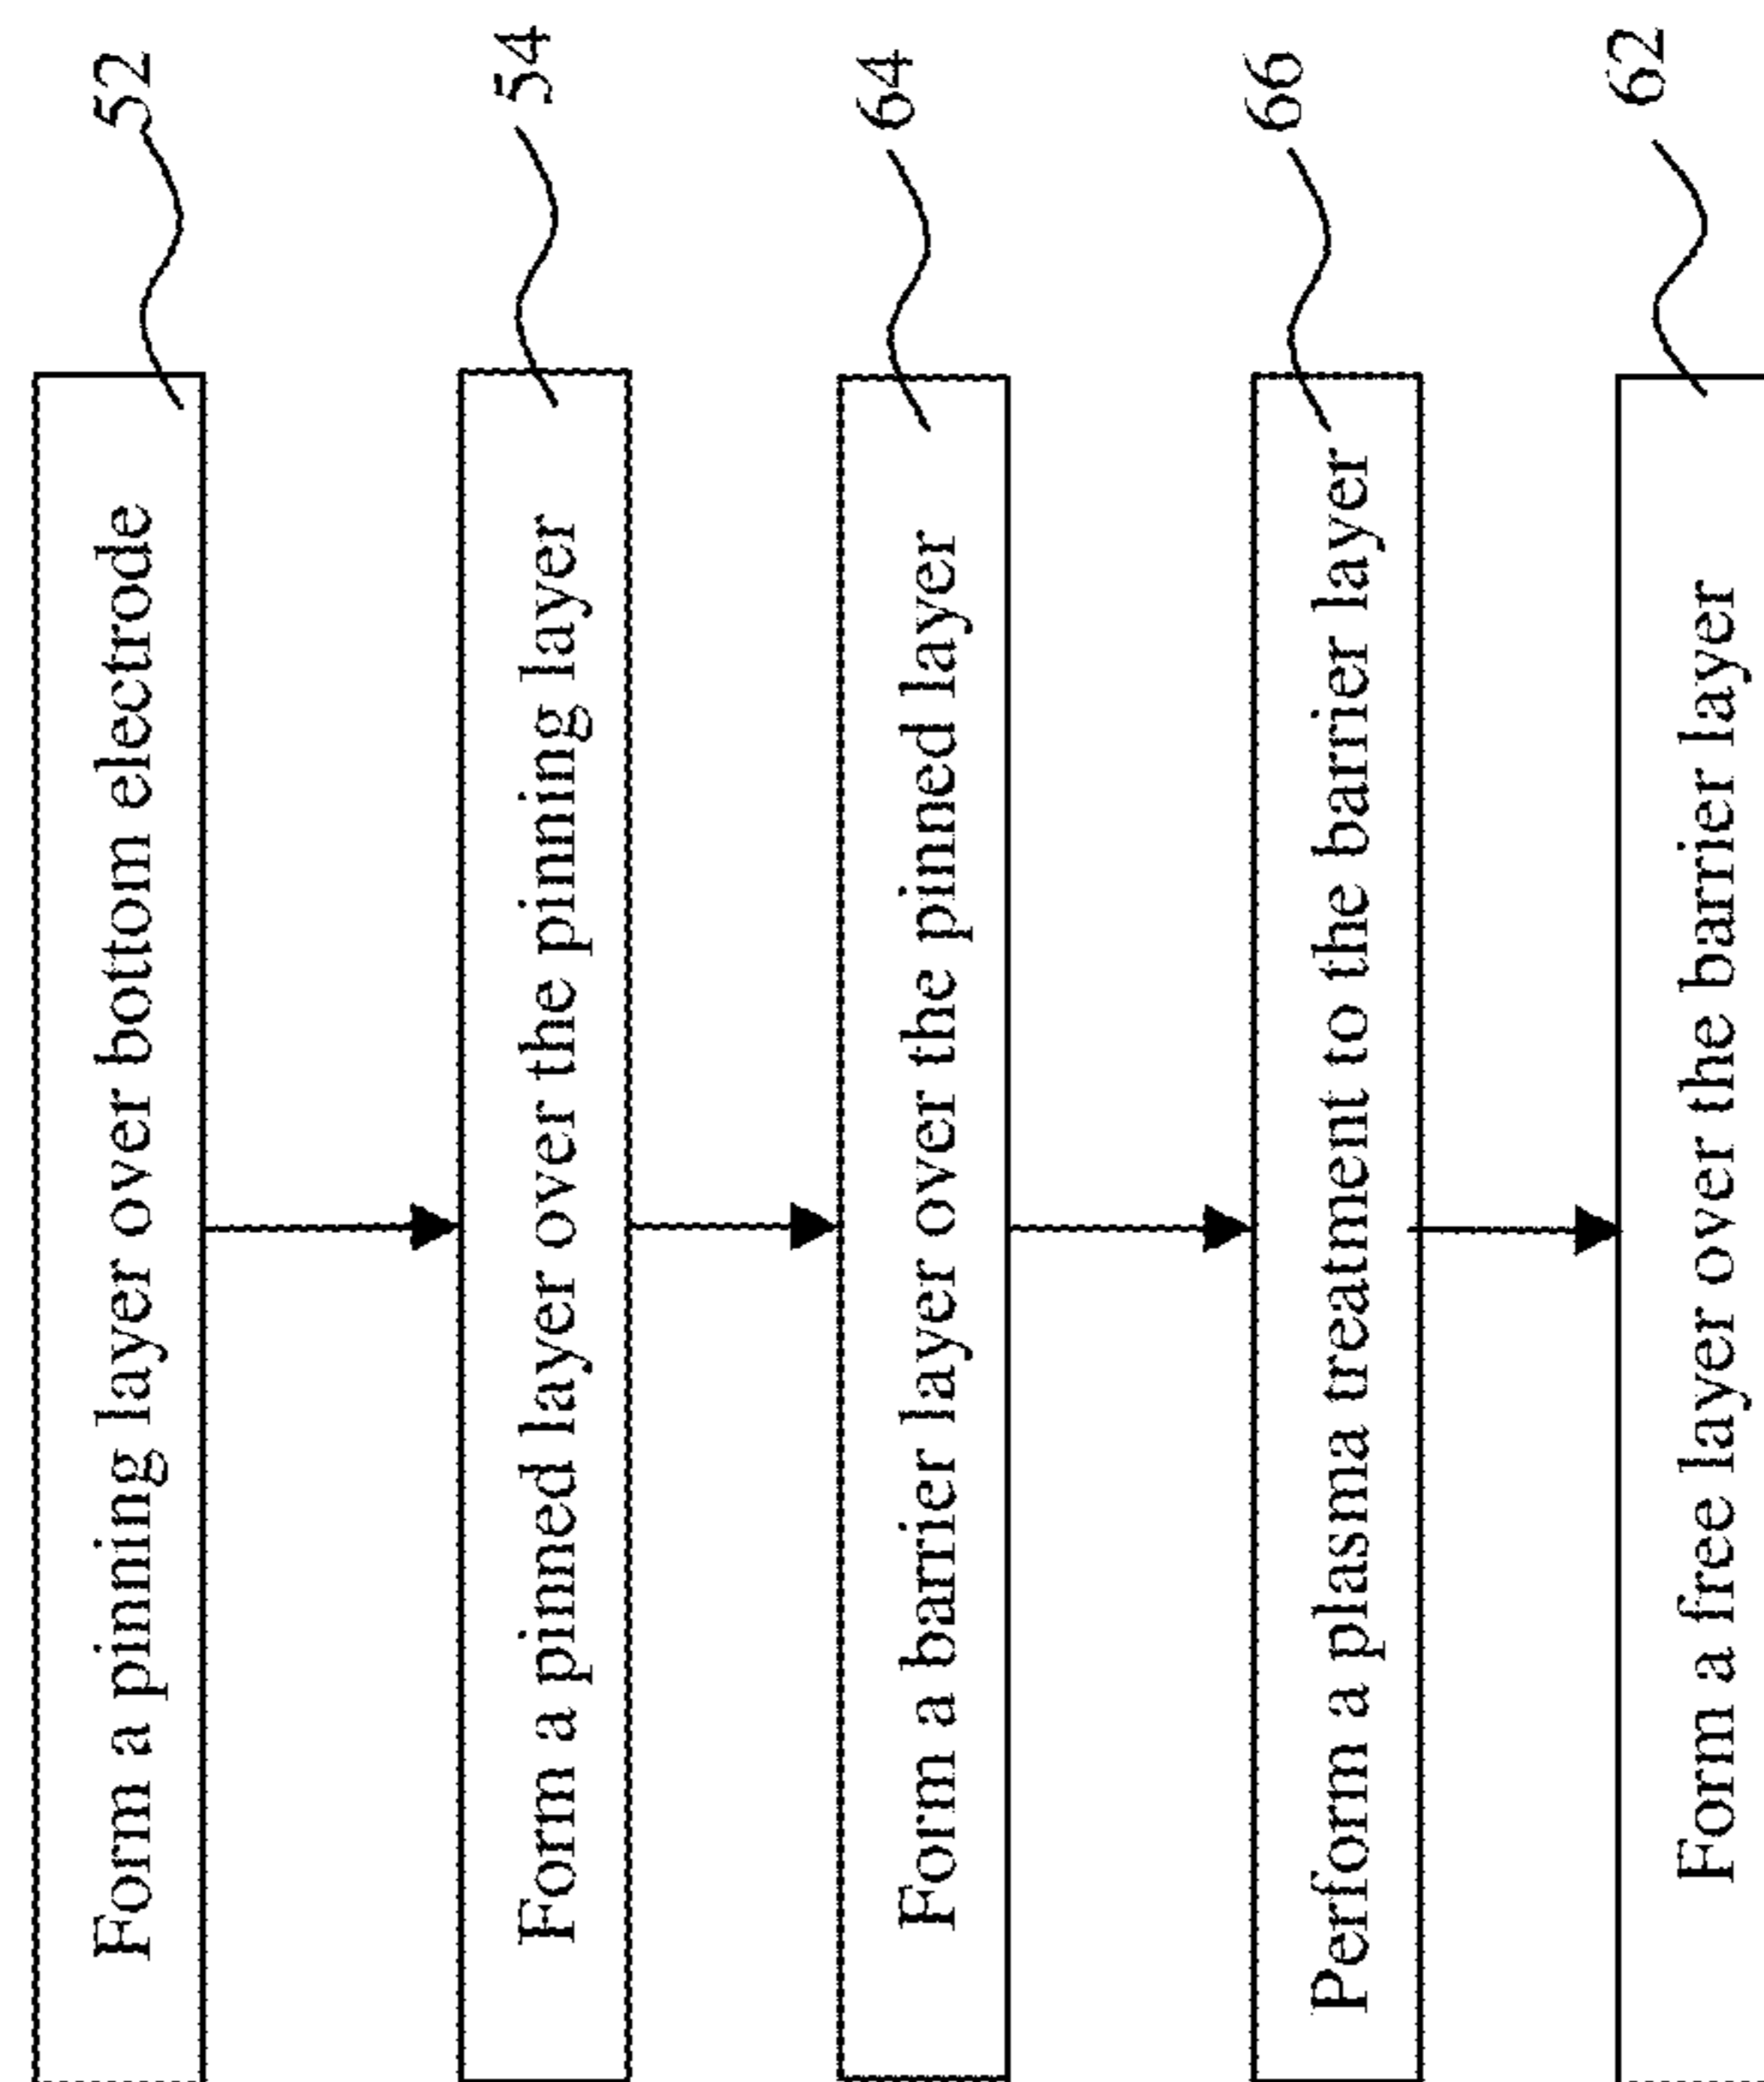 Form a pinning layer over bottom electrode
52
Form a pinned layer over the pinning layer
54
Form a barrier layer over the pinned layer
64
Perform a plasma treatment to the barrier layer
66
Form a free layer over the barrier layer
62